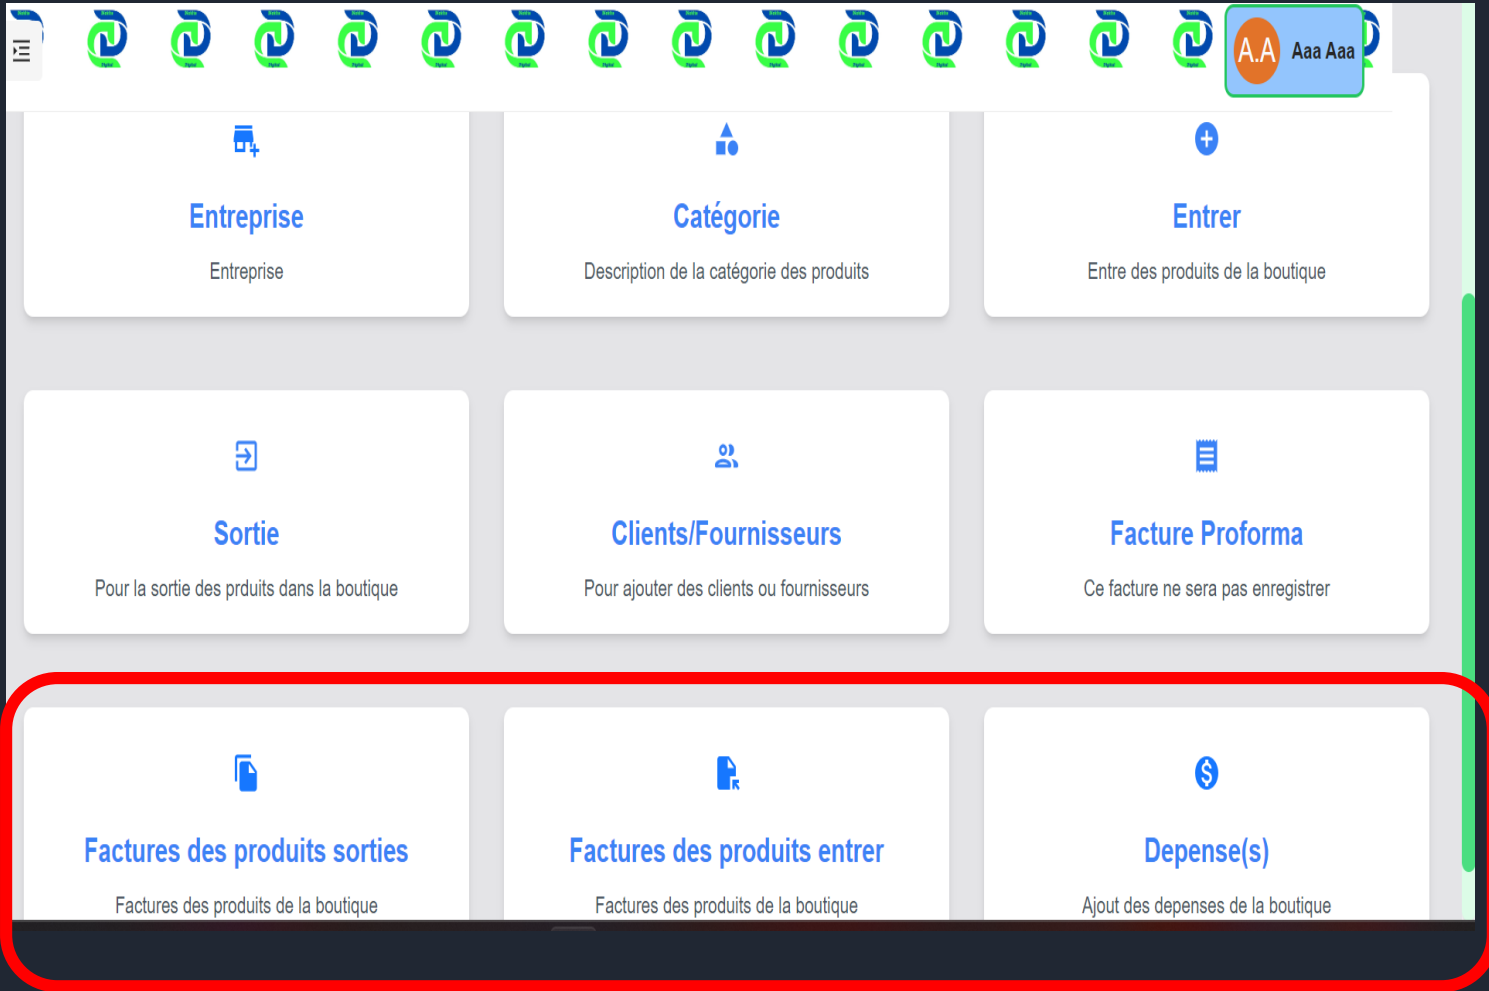 A.A Aaa Aaa
Entreprise
Entreprise
Catégorie
Description de la catégorie des produits
Entrer
Entre des produits de la boutique
Sortie
Pour la sortie des prduits dans la boutique
Clients/Fournisseurs
Pour ajouter des clients ou fournisseurs
Facture Proforma
Ce facture ne sera pas enregistrer
Factures des produits sorties
Factures des produits de la boutique
Factures des produits entrer
Factures des produits de la boutique
Depense(s)
Ajout des depenses de la boutique